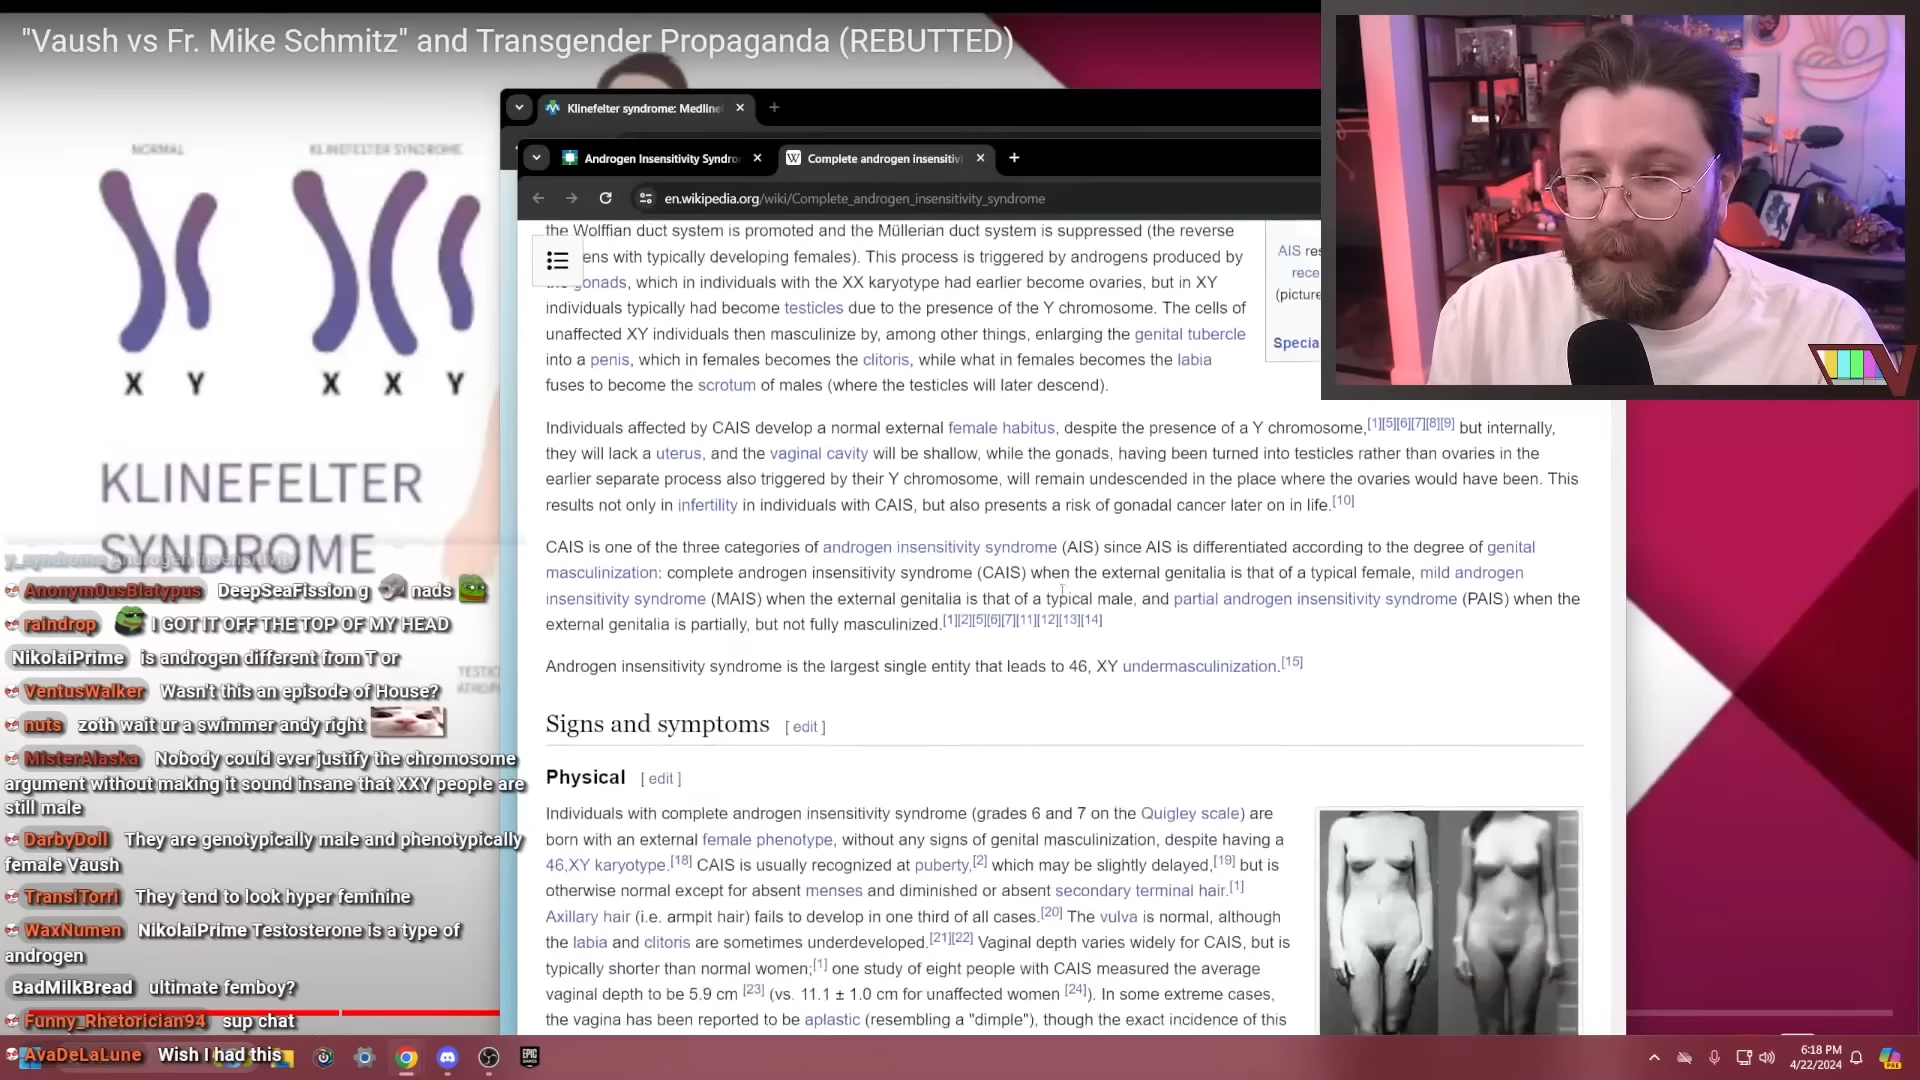 "Vaush vs Fr. Mike Schmitz" and Transgender Propaganda (REBUTTED)
NORMAL
KLINEFELTER SYNDROME
X Y
X X Y
KLINEFELTER
SYNDROME
Klinefelter syndrome: Medline
Androgen Insensitivity Syndro
Complete androgen insensitivi
en.wikipedia.org/wiki/Complete_androgen_insensitivity_syndrome
the Wolffian duct system is promoted and the Müllerian duct system is suppressed (the reverse
ens with typically developing females). This process is triggered by androgens produced by
gonads, which in individuals with the XX karyotype had earlier become ovaries, but in XY
individuals typically had become testicles due to the presence of the Y chromosome. The cells of
unaffected XY individuals then masculinize by, among other things, enlarging the genital tubercle
into a penis, which in females becomes the clitoris, while what in females becomes the labia
fuses to become the scrotum of males (where the testicles will later descend).
AIS res
rece
(picture
Specia
Individuals affected by CAIS develop a normal external female habitus, despite the presence of a Y chromosome,[1][5][6][7][8][9] but internally,
they will lack a uterus, and the vaginal cavity will be shallow, while the gonads, having been turned into testicles rather than ovaries in the
earlier separate process also triggered by their Y chromosome, will remain undescended in the place where the ovaries would have been. This
results not only in infertility in individuals with CAIS, but also presents a risk of gonadal cancer later on in life.[10]
CAIS is one of the three categories of androgen insensitivity syndrome (AIS) since AIS is differentiated according to the degree of genital
masculinization: complete androgen insensitivity syndrome (CAIS) when the external genitalia is that of a typical female, mild androgen
insensitivity syndrome (MAIS) when the external genitalia is that of a typical male, and partial androgen insensitivity syndrome (PAIS) when the
external genitalia is partially, but not fully masculinized.[1][2][5][6][7][11][12][13][14]
Androgen insensitivity syndrome is the largest single entity that leads to 46, XY undermasculinization.[15]
Signs and symptoms [ edit ]
Physical [ edit ]
Individuals with complete androgen insensitivity syndrome (grades 6 and 7 on the Quigley scale) are
born with an external female phenotype, without any signs of genital masculinization, despite having a
46,XY karyotype.[18] CAIS is usually recognized at puberty,[2] which may be slightly delayed,[19] but is
otherwise normal except for absent menses and diminished or absent secondary terminal hair.[1]
Axillary hair (i.e. armpit hair) fails to develop in one third of all cases.[20] The vulva is normal, although
the labia and clitoris are sometimes underdeveloped.[21][22] Vaginal depth varies widely for CAIS, but is
typically shorter than normal women;[1] one study of eight people with CAIS measured the average
vaginal depth to be 5.9 cm [23] (vs. 11.1 ± 1.0 cm for unaffected women [24]). In some extreme cases,
the vagina has been reported to be aplastic (resembling a "dimple"), though the exact incidence of this
y_syndrome Androgen insensitivity
Anonym0usBlatypus DeepSeaFission g nads
raindrop I GOT IT OFF THE TOP OF MY HEAD
NikolaiPrime is androgen different from T or
VentusWalker Wasn't this an episode of House?
nuts zoth wait ur a swimmer andy right
MisterAlaska Nobody could ever justify the chromosome
argument without making it sound insane that XXY people are
still male
DarbyDoll They are genotypically male and phenotypically
female Vaush
TransiTorri They tend to look hyper feminine
WaxNumen NikolaiPrime Testosterone is a type of
androgen
BadMilkBread ultimate femboy?
Funny_Rhetorician94 sup chat
AvaDeLaLune Wish I had this
EPIC
6:18 PM
4/22/2024